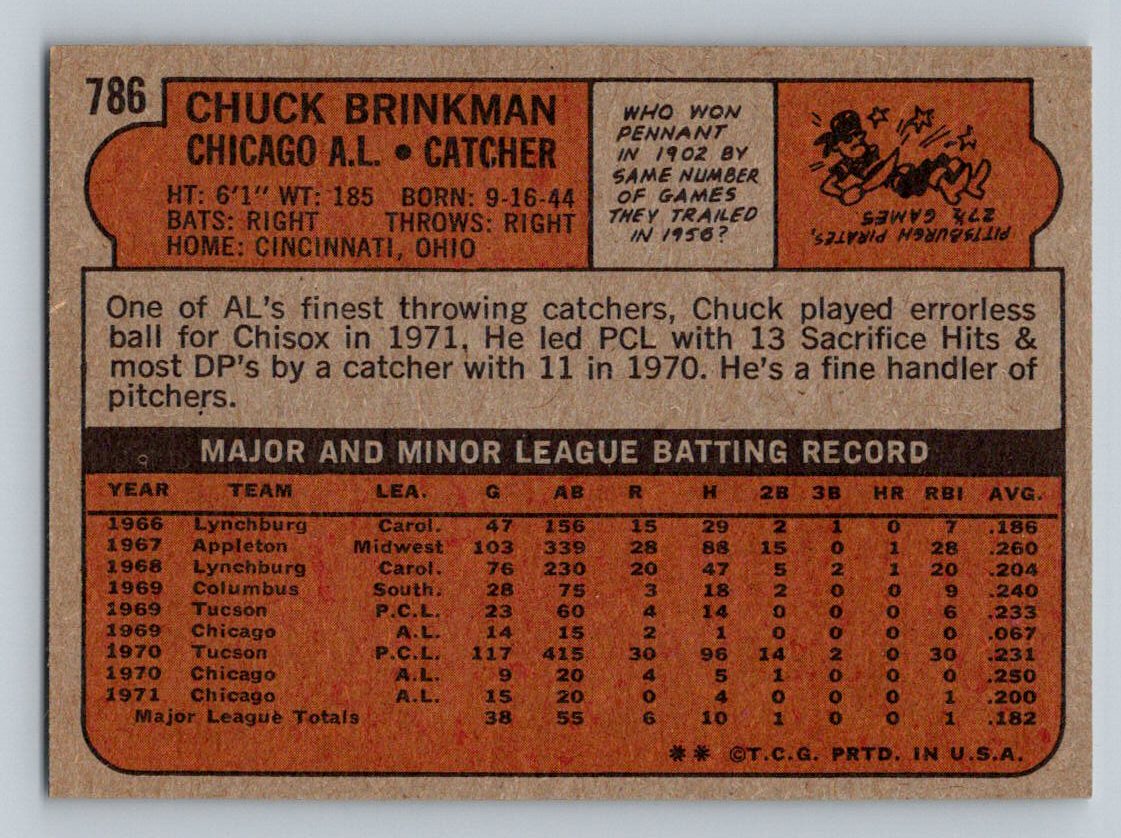 786
CHUCK BRINKMAN
CHICAGO A.L. • CATCHER
HT: 6'1" WT: 185 BORN: 9-16-44
BATS: RIGHT THROWS: RIGHT
HOME: CINCINNATI, OHIO
WHO WON
PENNANT
IN 1902 BY
SAME NUMBER
OF GAMES
THEY TRAILED
IN 1956?
PITTSBURGH PIRATES,
27½ GAMES
One of AL's finest throwing catchers, Chuck played errorless
ball for Chisox in 1971. He led PCL with 13 Sacrifice Hits &
most DP's by a catcher with 11 in 1970. He's a fine handler of
pitchers.
MAJOR AND MINOR LEAGUE BATTING RECORD
YEAR TEAM LEA. G AB R H 2B 3B HR RBI AVG.
1966 Lynchburg Carol. 47 156 15 29 2 1 0 7 .186
1967 Appleton Midwest 103 339 28 88 15 0 1 28 .260
1968 Lynchburg Carol. 76 230 20 47 5 2 1 20 .204
1969 Columbus South. 28 75 3 18 2 0 0 9 .240
1969 Tucson P.C.L. 23 60 4 14 0 0 0 6 .233
1969 Chicago A.L. 14 15 2 1 0 0 0 0 .067
1970 Tucson P.C.L. 117 415 30 96 14 2 0 30 .231
1970 Chicago A.L. 9 20 4 5 1 0 0 0 .250
1971 Chicago A.L. 15 20 0 4 0 0 0 1 .200
Major League Totals 38 55 6 10 1 0 0 1 .182
** ©T.C.G. PRTD. IN U.S.A.